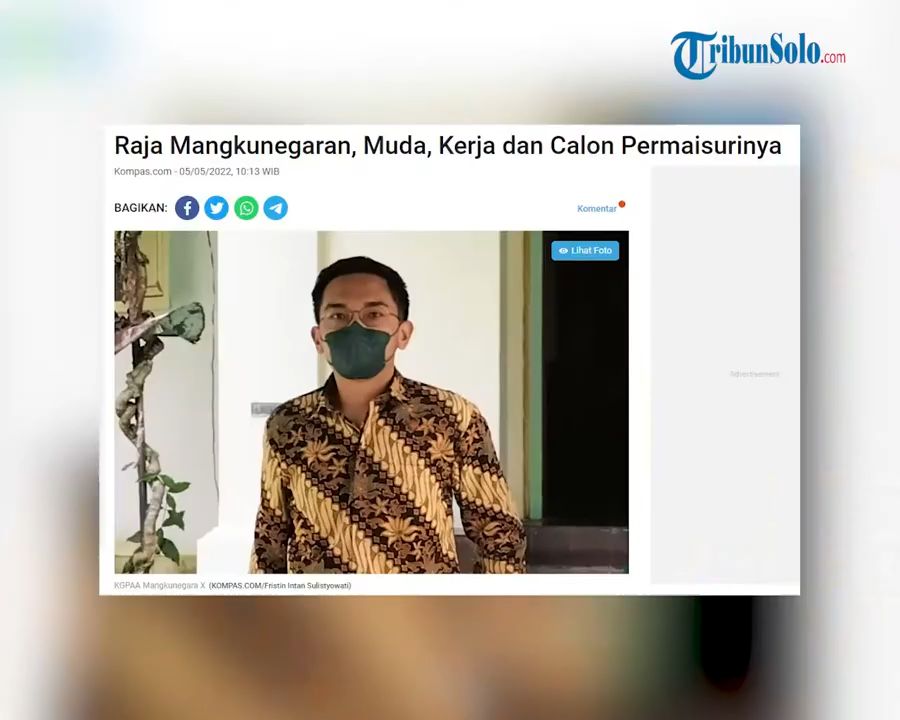 TribunSolo.com
Raja Mangkunegaran, Muda, Kerja dan Calon Permaisurinya
Kompas.com - 05/05/2022, 10:13 WIB
BAGIKAN:
Komentar
Lihat Foto
Advertisement
KGPAA Mangkunegara X (KOMPAS.COM/Fristin Intan Sulistyowati)